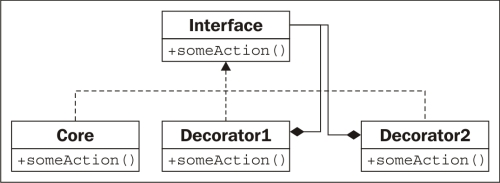 Interface
+someAction()
Core
+someAction()
Decorator1
+someAction()
Decorator2
+someAction()